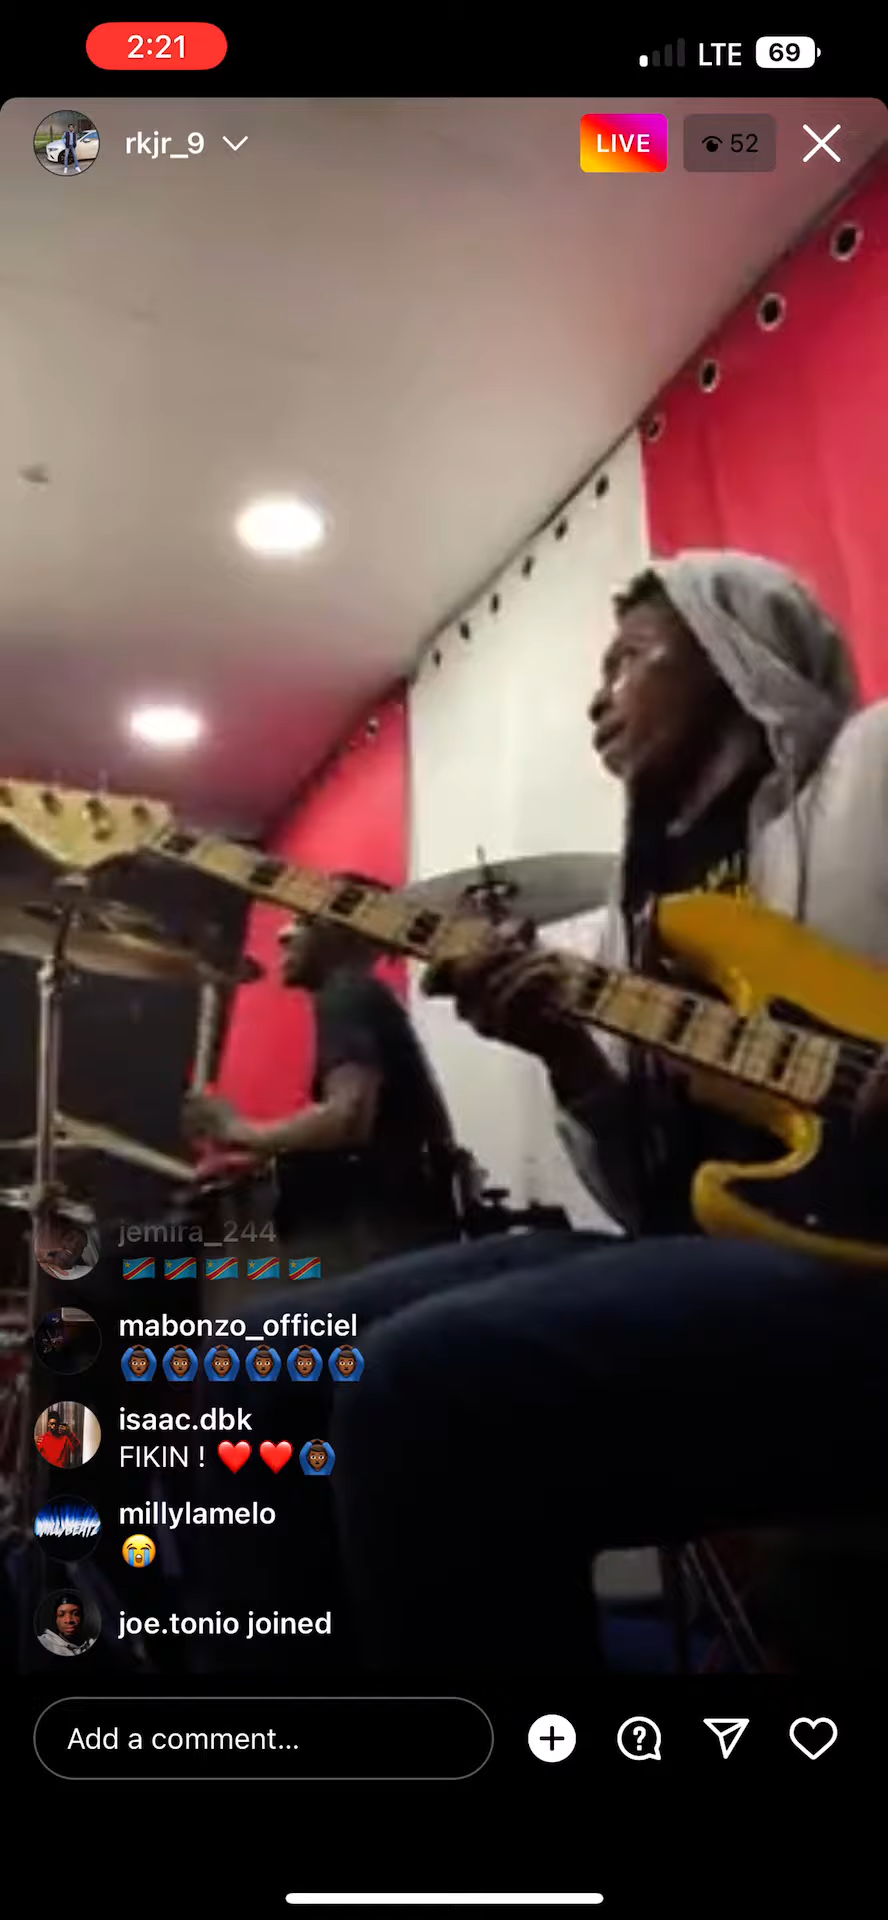 2:21
LTE 69
rkjr_9
LIVE
52
jemira_244
🇨🇩🇨🇩🇨🇩🇨🇩🇨🇩
mabonzo_officiel
🙆🏾🙆🏾🙆🏾🙆🏾🙆🏾🙆🏾
isaac.dbk
FIKIN ! ❤️❤️🙆🏾
millylamelo
😭
joe.tonio joined
Add a comment...